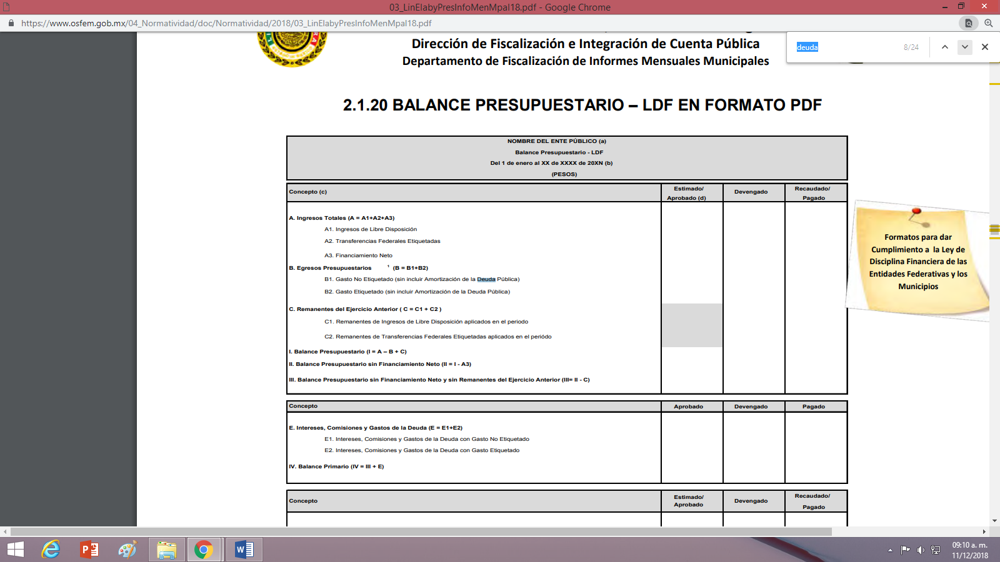 03_LinElabyPresInfoMenMpal18.pdf - Google Chrome
https://www.osfem.gob.mx/04_Normatividad/doc/Normatividad/2018/03_LinElabyPresInfoMenMpal18.pdf
deuda 8/24
Dirección de Fiscalización e Integración de Cuenta Pública
Departamento de Fiscalización de Informes Mensuales Municipales
2.1.20 BALANCE PRESUPUESTARIO – LDF EN FORMATO PDF
NOMBRE DEL ENTE PÚBLICO (a)
Balance Presupuestario - LDF
Del 1 de enero al XX de XXXX de 20XN (b)
(PESOS)
Concepto (c) Estimado/ Aprobado (d) Devengado Recaudado/ Pagado
A. Ingresos Totales (A = A1+A2+A3)
A1. Ingresos de Libre Disposición
A2. Transferencias Federales Etiquetadas
A3. Financiamiento Neto
B. Egresos Presupuestarios 1 (B = B1+B2)
B1. Gasto No Etiquetado (sin incluir Amortización de la Deuda Pública)
B2. Gasto Etiquetado (sin incluir Amortización de la Deuda Pública)
C. Remanentes del Ejercicio Anterior ( C = C1 + C2 )
C1. Remanentes de Ingresos de Libre Disposición aplicados en el periodo
C2. Remanentes de Transferencias Federales Etiquetadas aplicados en el periódo
I. Balance Presupuestario (I = A – B + C)
II. Balance Presupuestario sin Financiamiento Neto (II = I - A3)
III. Balance Presupuestario sin Financiamiento Neto y sin Remanentes del Ejercicio Anterior (III= II - C)
Formatos para dar
Cumplimiento a la Ley de
Disciplina Financiera de las
Entidades Federativas y los
Municipios
Concepto Aprobado Devengado Pagado
E. Intereses, Comisiones y Gastos de la Deuda (E = E1+E2)
E1. Intereses, Comisiones y Gastos de la Deuda con Gasto No Etiquetado
E2. Intereses, Comisiones y Gastos de la Deuda con Gasto Etiquetado
IV. Balance Primario (IV = III + E)
Concepto Estimado/ Aprobado Devengado Recaudado/ Pagado
09:10 a. m.
11/12/2018